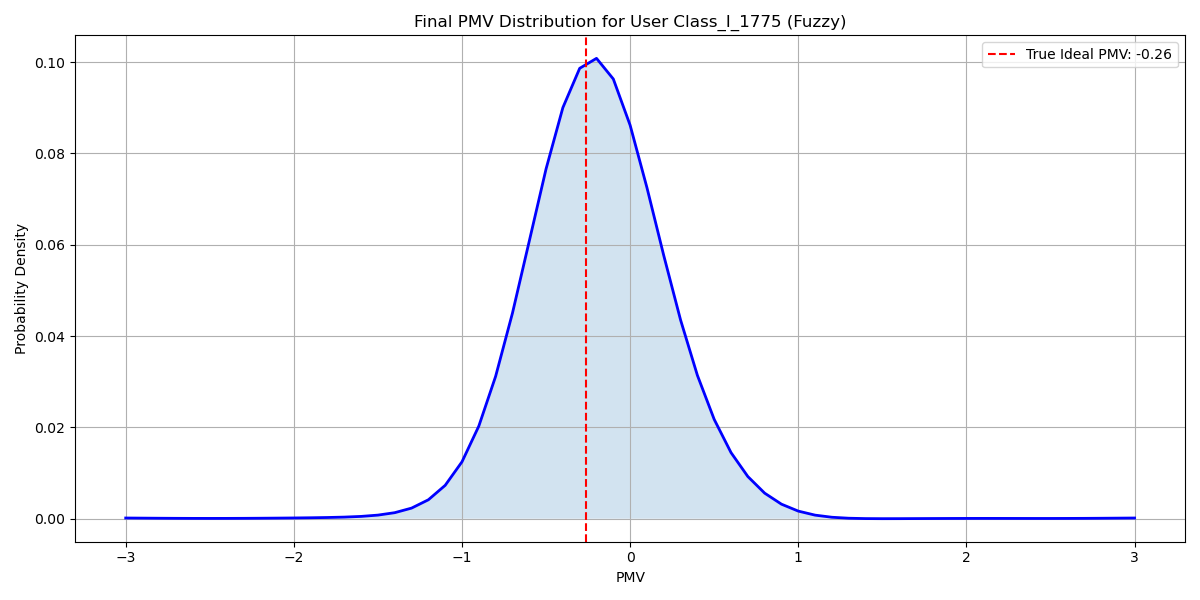 Final PMV Distribution for User Class_I_1775 (Fuzzy)
True Ideal PMV: -0.26
Probability Density
0.10
0.08
0.06
0.04
0.02
0.00
−3 −2 −1 0 1 2 3
PMV